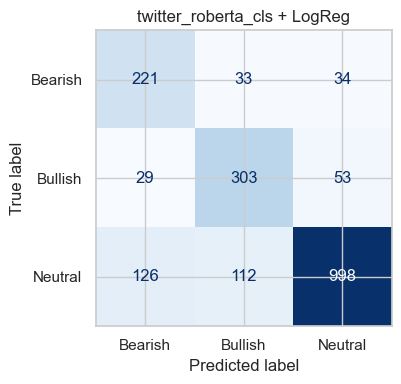 twitter_roberta_cls + LogReg
Bearish 221 33 34
Bullish 29 303 53
Neutral 126 112 998
Bearish Bullish Neutral
Predicted label
True label